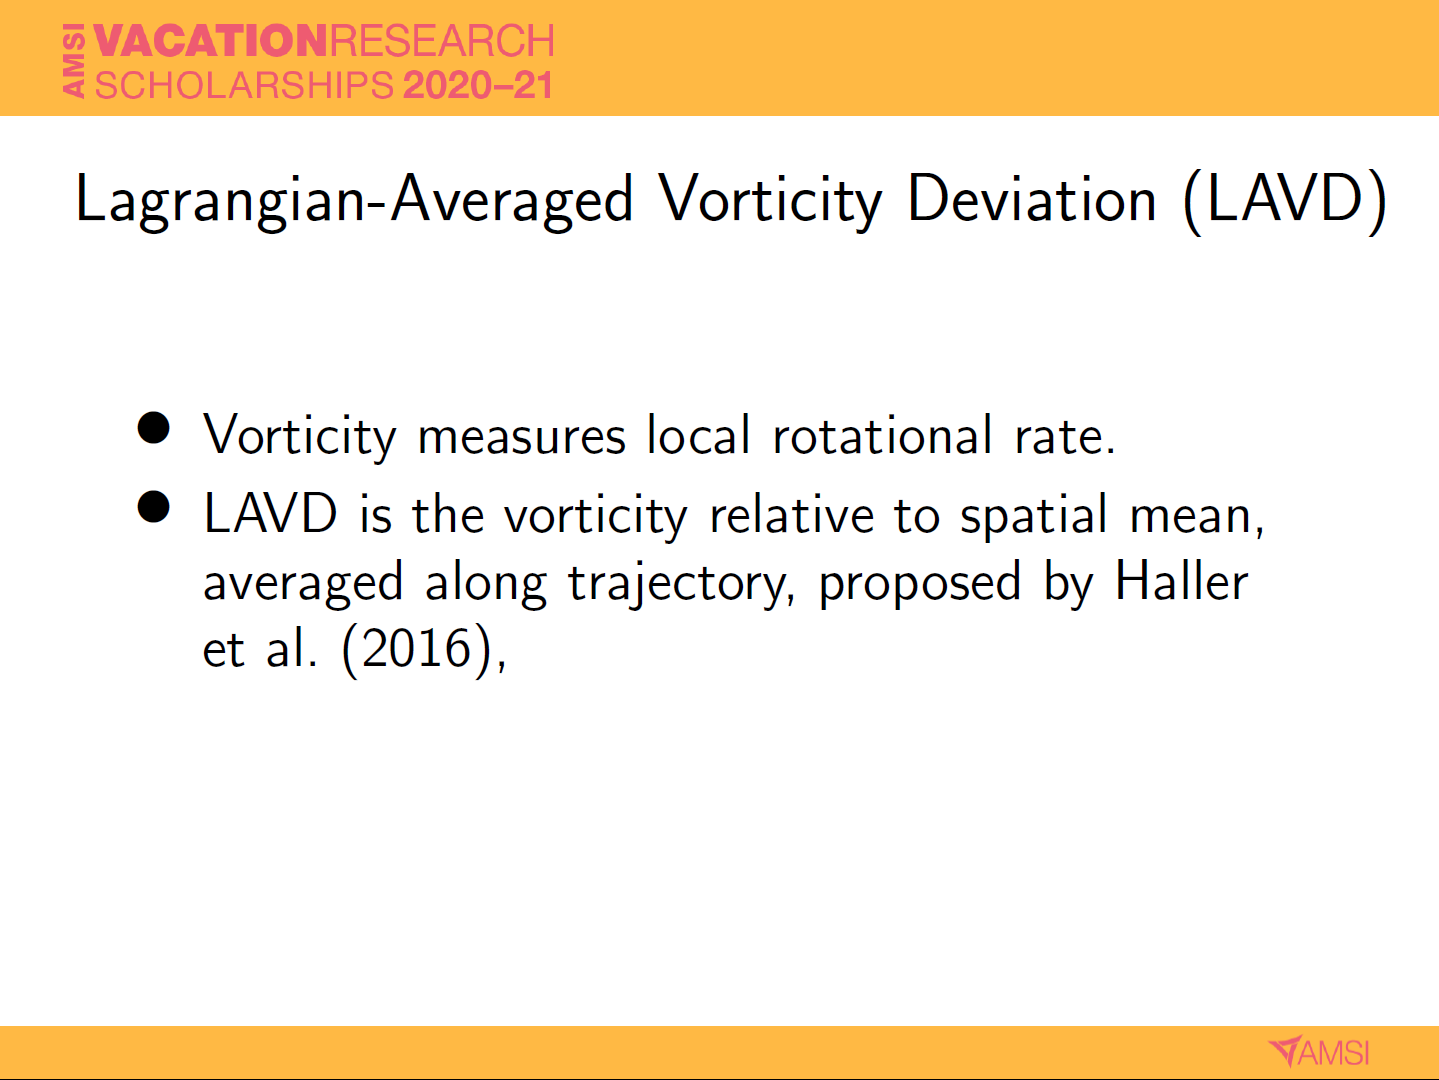 AMSI
VACATIONRESEARCH
SCHOLARSHIPS 2020–21
Lagrangian-Averaged Vorticity Deviation (LAVD)
● Vorticity measures local rotational rate.
● LAVD is the vorticity relative to spatial mean,
averaged along trajectory, proposed by Haller
et al. (2016),
AMSI